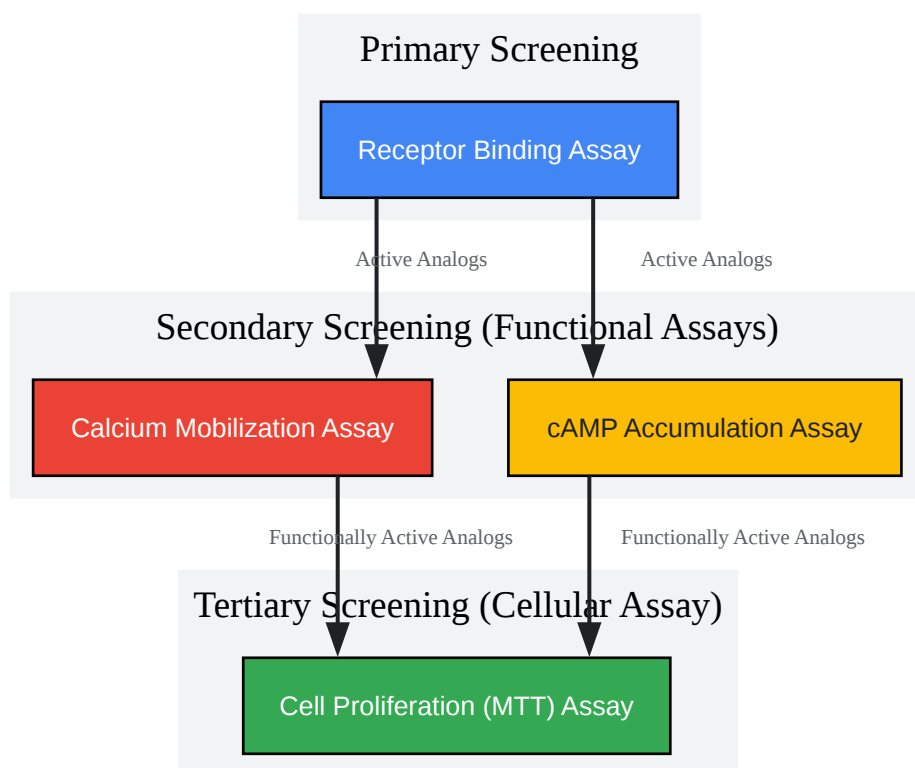 Primary Screening
Receptor Binding Assay
Active Analogs
Active Analogs
Secondary Screening (Functional Assays)
Calcium Mobilization Assay
cAMP Accumulation Assay
Functionally Active Analogs
Functionally Active Analogs
Tertiary Screening (Cellular Assay)
Cell Proliferation (MTT) Assay